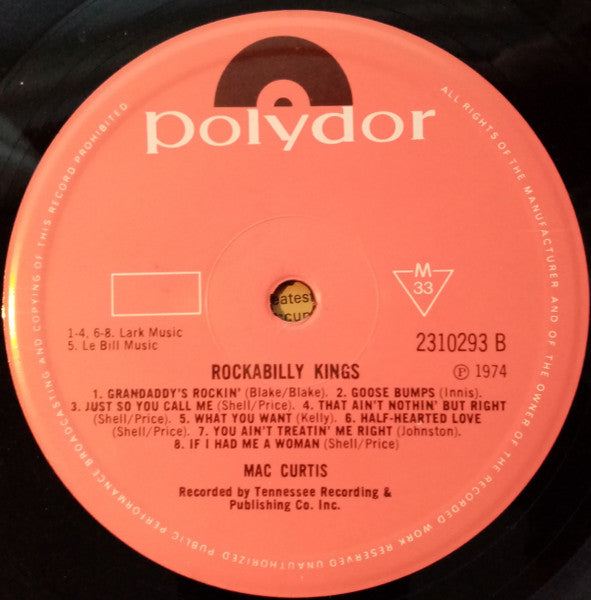 polydor
ALL RIGHTS OF THE MANUFACTURER AND OF THE OWNER OF THE RECORDED WORK RESERVED UNAUTHORIZED PUBLIC PERFORMANCE BROADCASTING AND COPYING OF THIS RECORD PROHIBITED
M
33
eatest
cup
1-4, 6-8. Lark Music
5. Le Bill Music
2310293 B
ROCKABILLY KINGS
℗ 1974
1. GRANDADDY'S ROCKIN' (Blake/Blake). 2. GOOSE BUMPS (Innis).
3. JUST SO YOU CALL ME (Shell/Price). 4. THAT AIN'T NOTHIN' BUT RIGHT
(Shell/Price). 5. WHAT YOU WANT (Kelly). 6. HALF-HEARTED LOVE
(Shell/Price). 7. YOU AIN'T TREATIN' ME RIGHT (Johnston).
8. IF I HAD ME A WOMAN (Shell/Price)
MAC CURTIS
Recorded by Tennessee Recording &
Publishing Co. Inc.